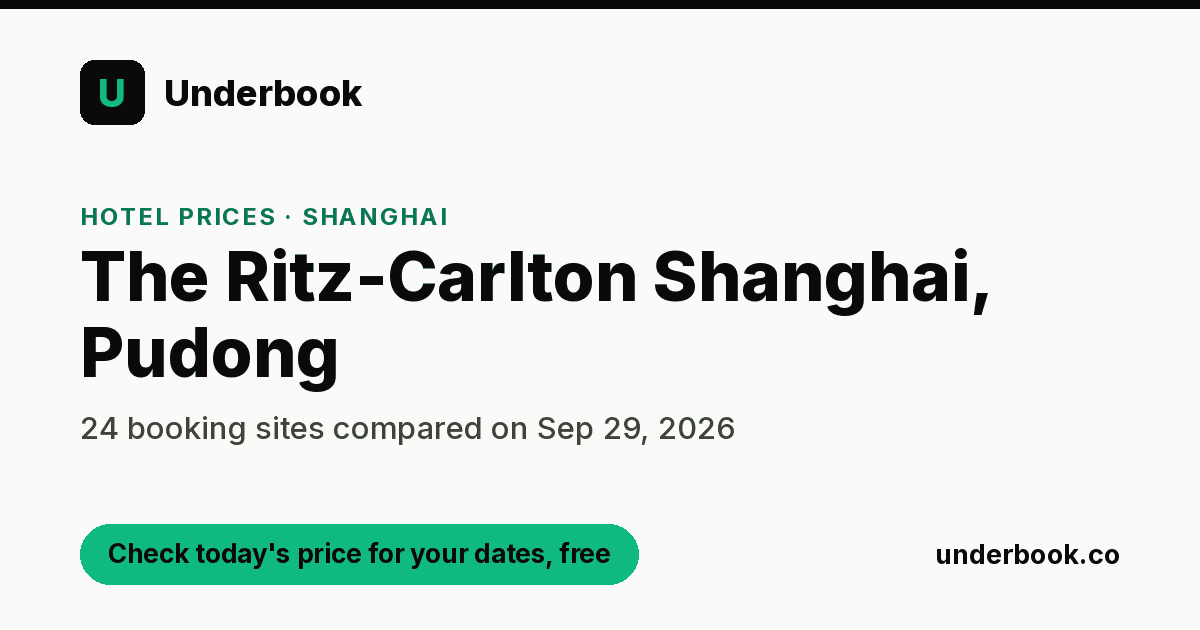 U
Underbook
HOTEL PRICES · SHANGHAI
The Ritz-Carlton Shanghai,
Pudong
24 booking sites compared on Sep 29, 2026
Check today's price for your dates, free
underbook.co